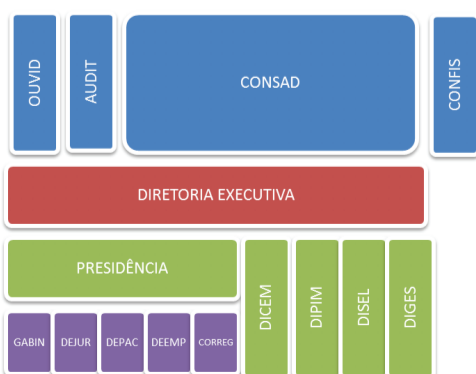 OUVID
AUDIT
CONSAD
CONFIS
DIRETORIA EXECUTIVA
PRESIDÊNCIA
DICEM
DIPIM
DISEL
DIGES
GABIN
DEJUR
DEPAC
DEEMP
CORREG